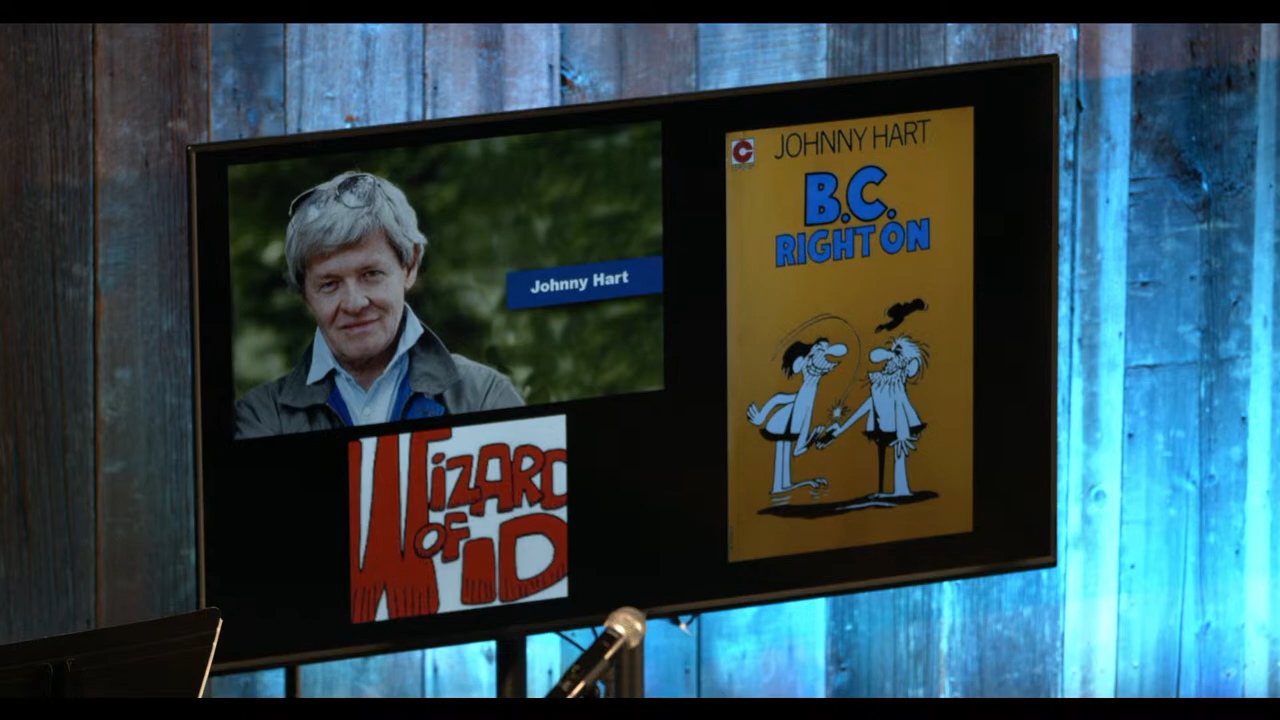 Johnny Hart
WIZARD
OF ID
JOHNNY HART
B.C.
RIGHT ON